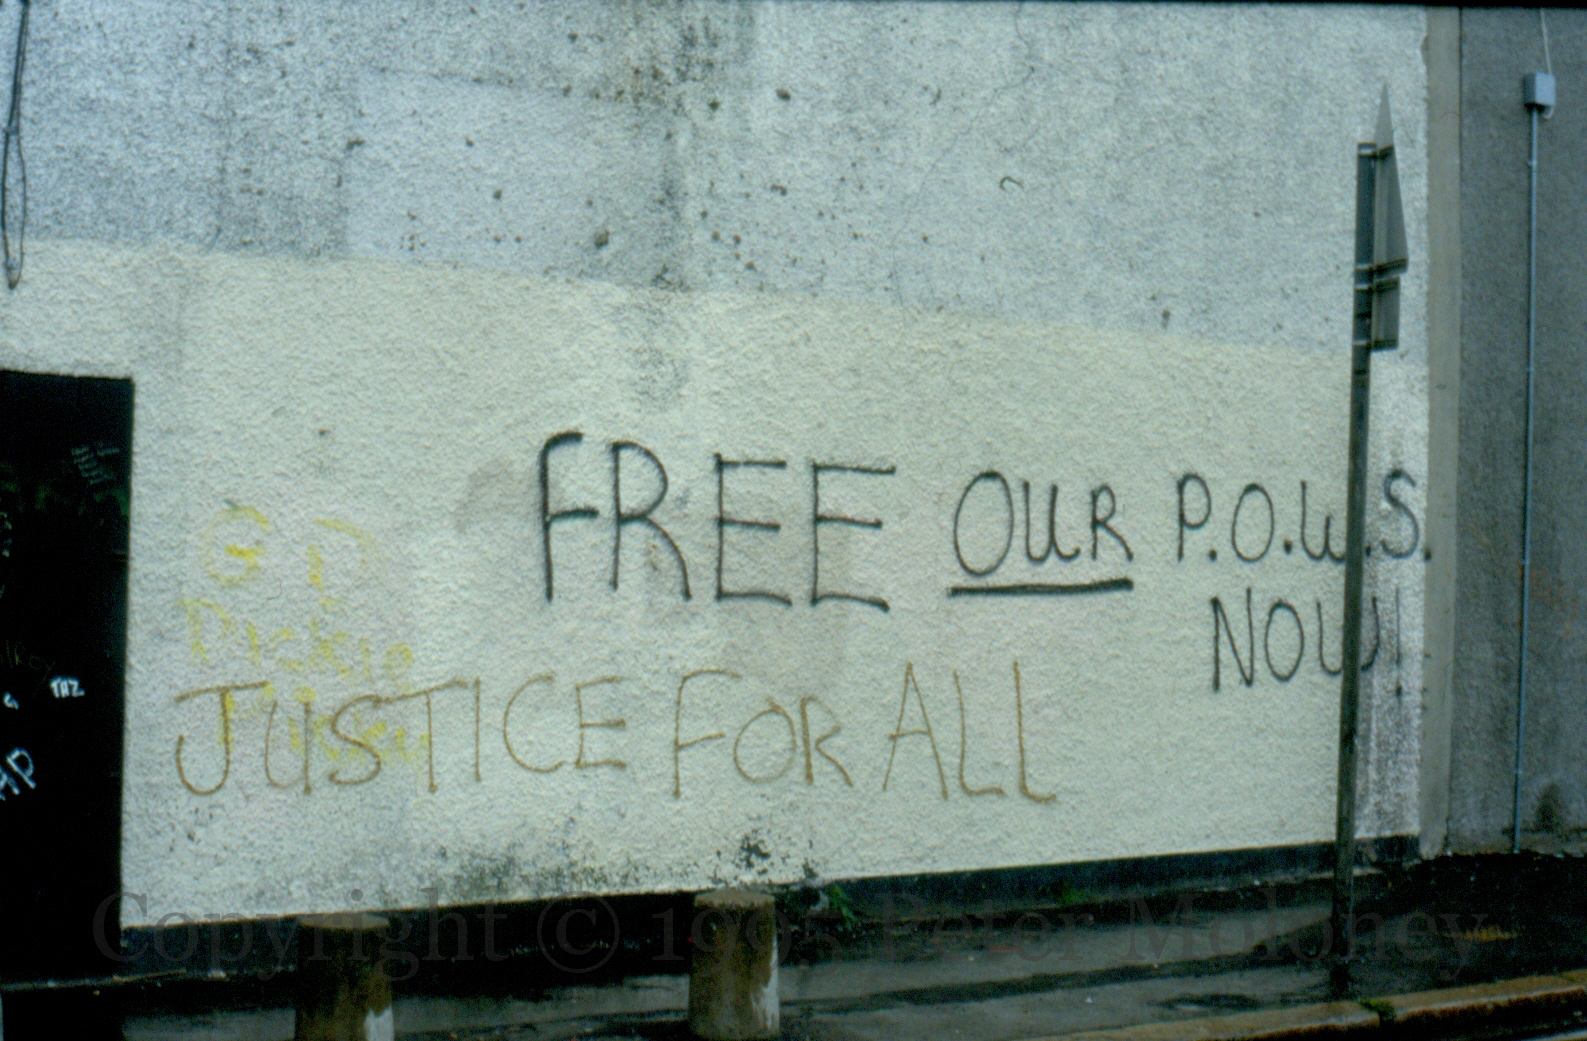 FREE OUR P.O.W.S.
NOW!
Dickie
JUSTICE FOR ALL
Copyright © 1995 Peter Moloney